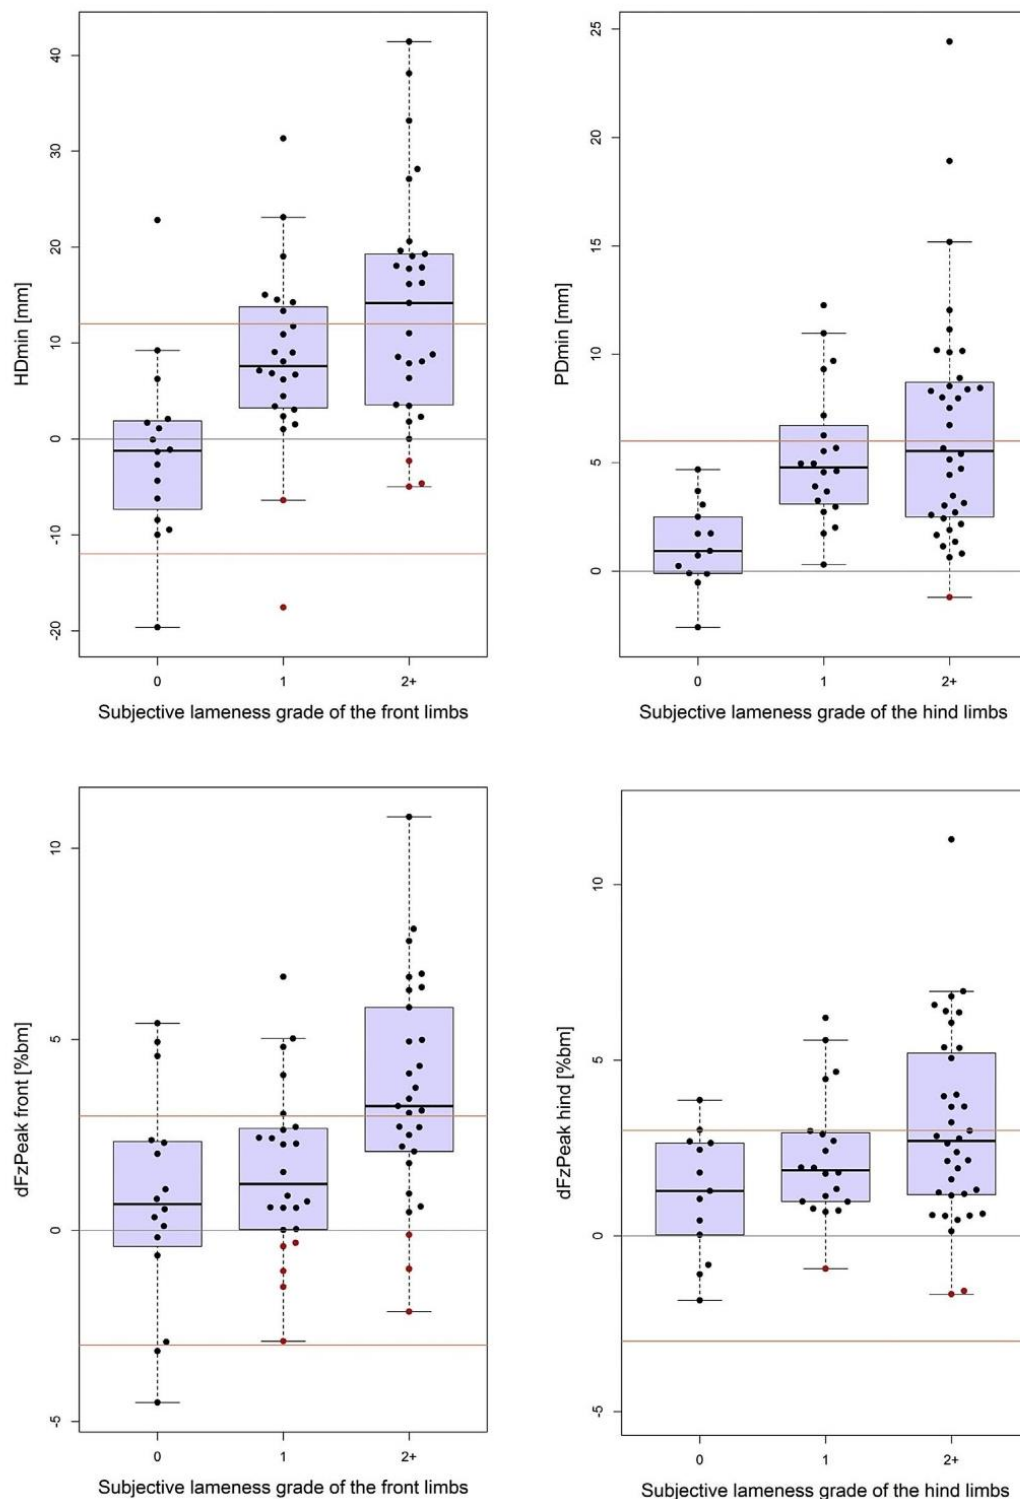 40
30
20
10
0
-10
-20
HDmin [mm]
0 1 2+
Subjective lameness grade of the front limbs
25
20
15
10
5
0
PDmin [mm]
0 1 2+
Subjective lameness grade of the hind limbs
10
5
0
-5
dFzPeak front [%bm]
0 1 2+
Subjective lameness grade of the front limbs
10
5
0
-5
dFzPeak hind [%bm]
0 1 2+
Subjective lameness grade of the hind limbs